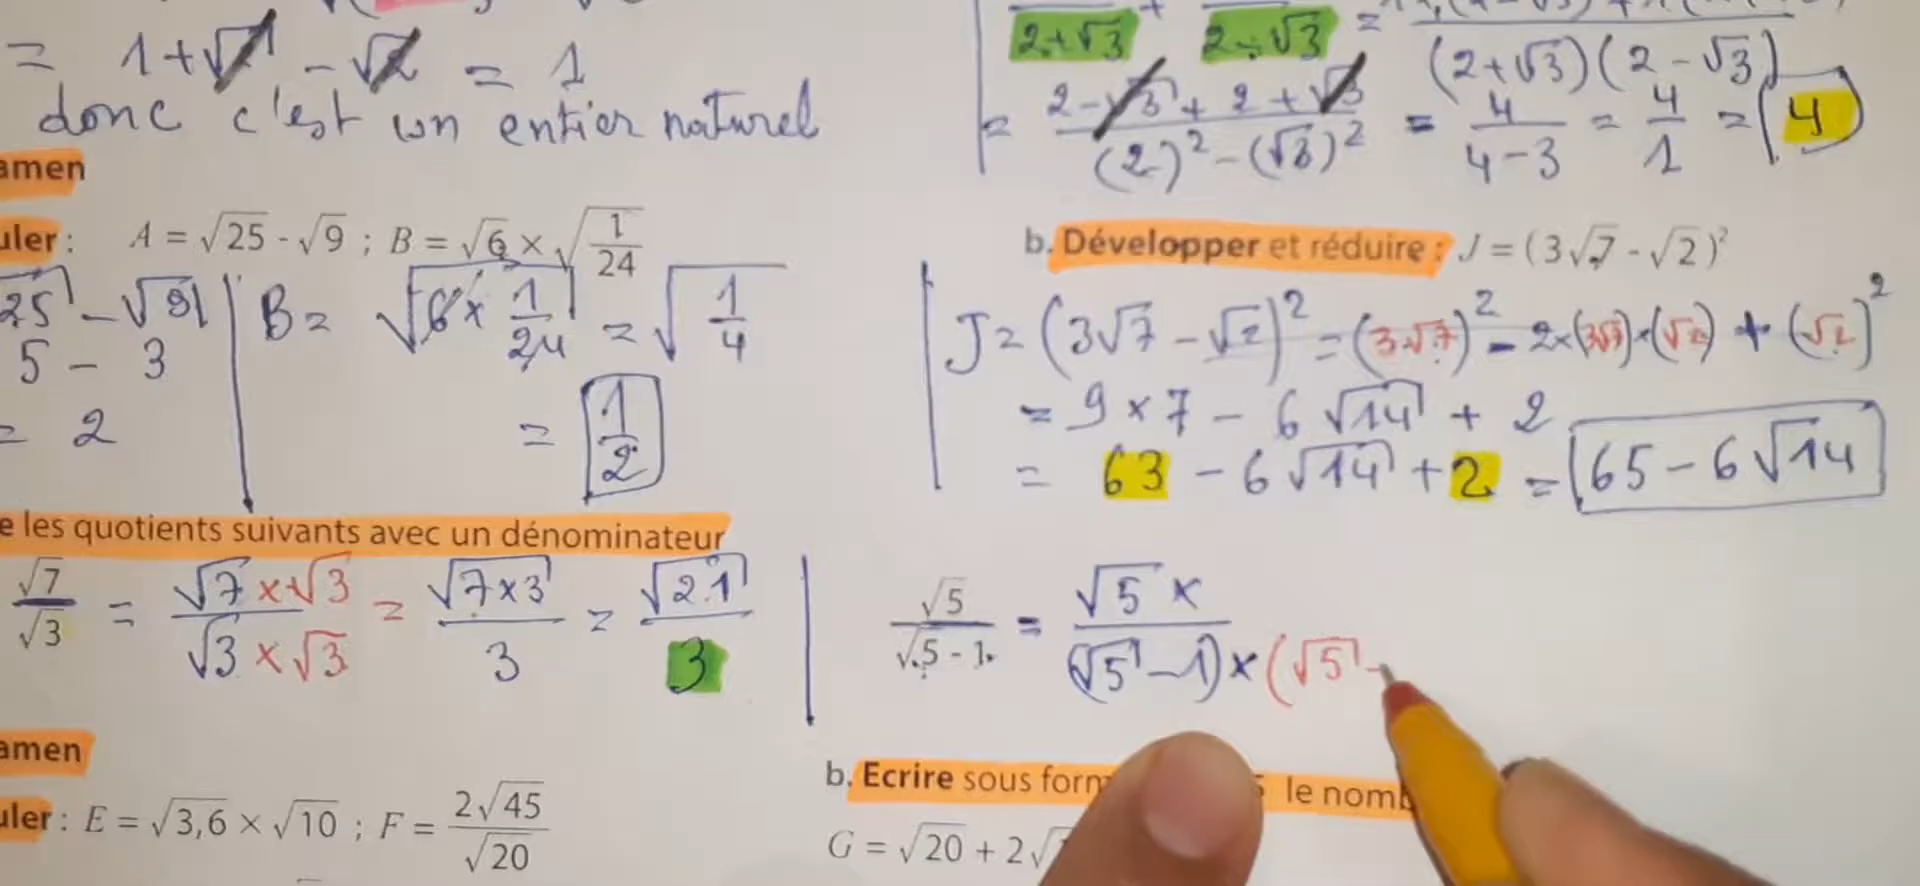 = 1 + √2 - √2 = 1
donc c'est un entier naturel
2+√3 + 2-√3 =
(2+√3)(2-√3)
= 2-√3 + 2+√3 / (2)² - (√3)² = 4 / 4-3 = 4/1 = 4
amen
uler : A = √25 - √9 ; B = √6 × √1/24
25 - √9
5 - 3
= 2
B = √6 × 1/24 = √1/4
= 1/2
b. Développer et réduire : J = (3√7 - √2)²
J = (3√7 - √2)² = (3√7)² - 2×(3√7)×(√2) + (√2)²
= 9 × 7 - 6√14 + 2
= 63 - 6√14 + 2 = 65 - 6√14
e les quotients suivants avec un dénominateur
√7/√3 = √7 × √3 / √3 × √3 = √7×3 / 3 = √21 / 3
√5 / √5 - 1 = √5 × / (√5 - 1) × (√5 -
amen
uler : E = √3,6 × √10 ; F = 2√45 / √20
b. Ecrire sous form le nomb
G = √20 + 2√